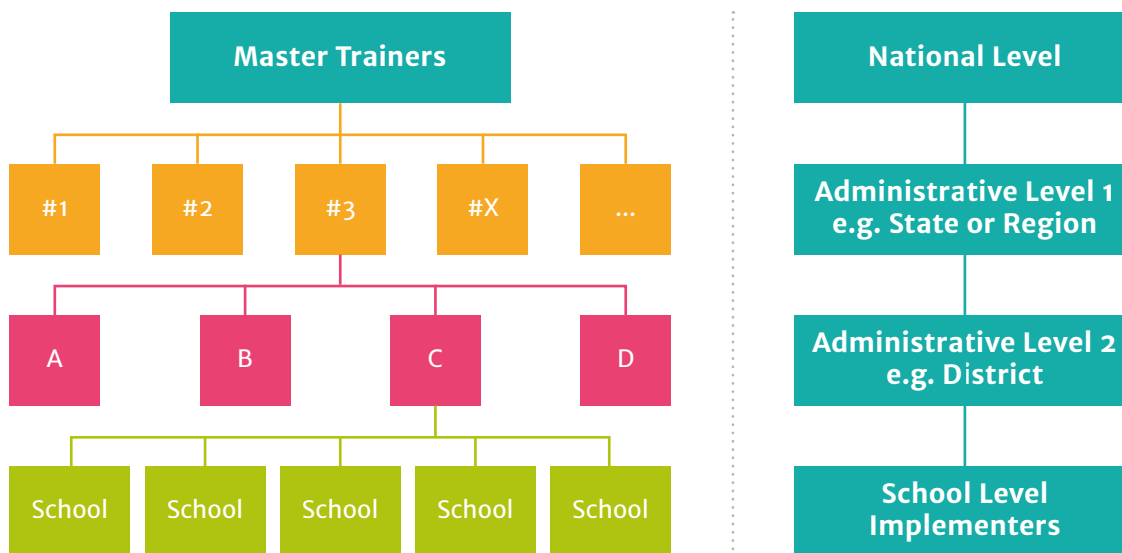 Master Trainers
#1
#2
#3
#X
...
A
B
C
D
School
School
School
School
School
National Level
Administrative Level 1
e.g. State or Region
Administrative Level 2
e.g. District
School Level
Implementers